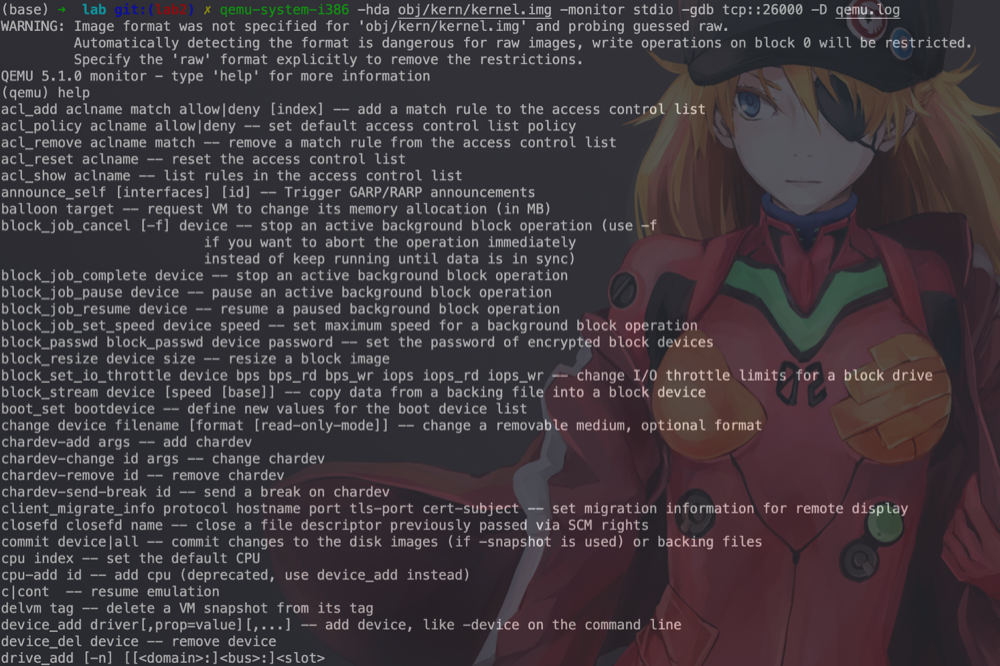 (base) ➜  lab git:(lab2) ✗ qemu-system-i386 -hda obj/kern/kernel.img -monitor stdio -gdb tcp::26000 -D qemu.log
WARNING: Image format was not specified for 'obj/kern/kernel.img' and probing guessed raw.
         Automatically detecting the format is dangerous for raw images, write operations on block 0 will be restricted.
         Specify the 'raw' format explicitly to remove the restrictions.
QEMU 5.1.0 monitor - type 'help' for more information
(qemu) help
acl_add aclname match allow|deny [index] -- add a match rule to the access control list
acl_policy aclname allow|deny -- set default access control list policy
acl_remove aclname match -- remove a match rule from the access control list
acl_reset aclname -- reset the access control list
acl_show aclname -- list rules in the access control list
announce_self [interfaces] [id] -- Trigger GARP/RARP announcements
balloon target -- request VM to change its memory allocation (in MB)
block_job_cancel [-f] device -- stop an active background block operation (use -f
                         if you want to abort the operation immediately
                         instead of keep running until data is in sync)
block_job_complete device -- stop an active background block operation
block_job_pause device -- pause an active background block operation
block_job_resume device -- resume a paused background block operation
block_job_set_speed device speed -- set maximum speed for a background block operation
block_passwd block_passwd device password -- set the password of encrypted block devices
block_resize device size -- resize a block image
block_set_io_throttle device bps bps_rd bps_wr iops iops_rd iops_wr -- change I/O throttle limits for a block drive
block_stream device [speed [base]] -- copy data from a backing file into a block device
boot_set bootdevice -- define new values for the boot device list
change device filename [format [read-only-mode]] -- change a removable medium, optional format
chardev-add args -- add chardev
chardev-change id args -- change chardev
chardev-remove id -- remove chardev
chardev-send-break id -- send a break on chardev
client_migrate_info protocol hostname port tls-port cert-subject -- set migration information for remote display
closefd closefd name -- close a file descriptor previously passed via SCM rights
commit device|all -- commit changes to the disk images (if -snapshot is used) or backing files
cpu index -- set the default CPU
cpu-add id -- add cpu (deprecated, use device_add instead)
c|cont  -- resume emulation
delvm tag -- delete a VM snapshot from its tag
device_add driver[,prop=value][,...] -- add device, like -device on the command line
device_del device -- remove device
drive_add [-n] [[<domain>:]<bus>:]<slot>
02